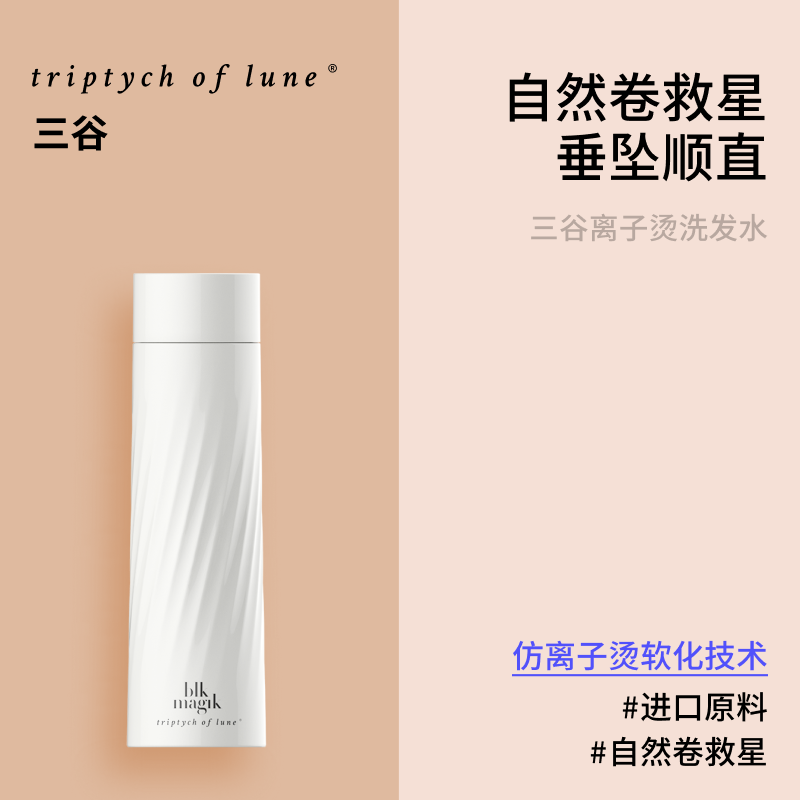 triptych of lune®
三谷
自然卷救星
垂坠顺直
三谷离子烫洗发水
blk
magik
triptych of lune®
仿离子烫软化技术
#进口原料
#自然卷救星